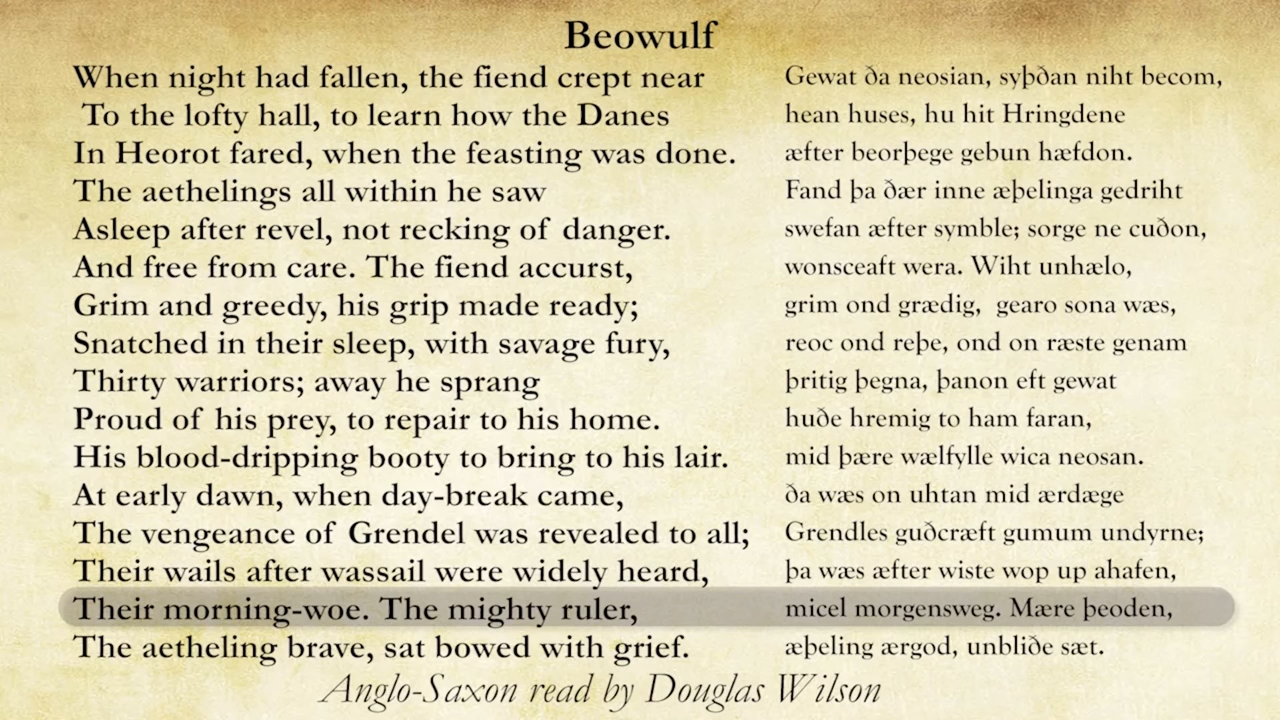 Beowulf
When night had fallen, the fiend crept near
To the lofty hall, to learn how the Danes
In Heorot fared, when the feasting was done.
The aethelings all within he saw
Asleep after revel, not recking of danger.
And free from care. The fiend accurst,
Grim and greedy, his grip made ready;
Snatched in their sleep, with savage fury,
Thirty warriors; away he sprang
Proud of his prey, to repair to his home.
His blood-dripping booty to bring to his lair.
At early dawn, when day-break came,
The vengeance of Grendel was revealed to all;
Their wails after wassail were widely heard,
Their morning-woe. The mighty ruler,
The aetheling brave, sat bowed with grief.
Gewat ða neosian, syþðan niht becom,
hean huses, hu hit Hringdene
æfter beorþege gebun hæfdon.
Fand þa ðær inne æþelinga gedriht
swefan æfter symble; sorge ne cuðon,
wonsceaft wera. Wiht unhælo,
grim ond grædig, gearo sona wæs,
reoc ond reþe, ond on ræste genam
þritig þegna, þanon eft gewat
huðe hremig to ham faran,
mid þære wælfylle wica neosan.
ða wæs on uhtan mid ærdæge
Grendles guðcræft gumum undyrne;
þa wæs æfter wiste wop up ahafen,
micel morgensweg. Mære þeoden,
æþeling ærgod, unbliðe sæt.
Anglo-Saxon read by Douglas Wilson